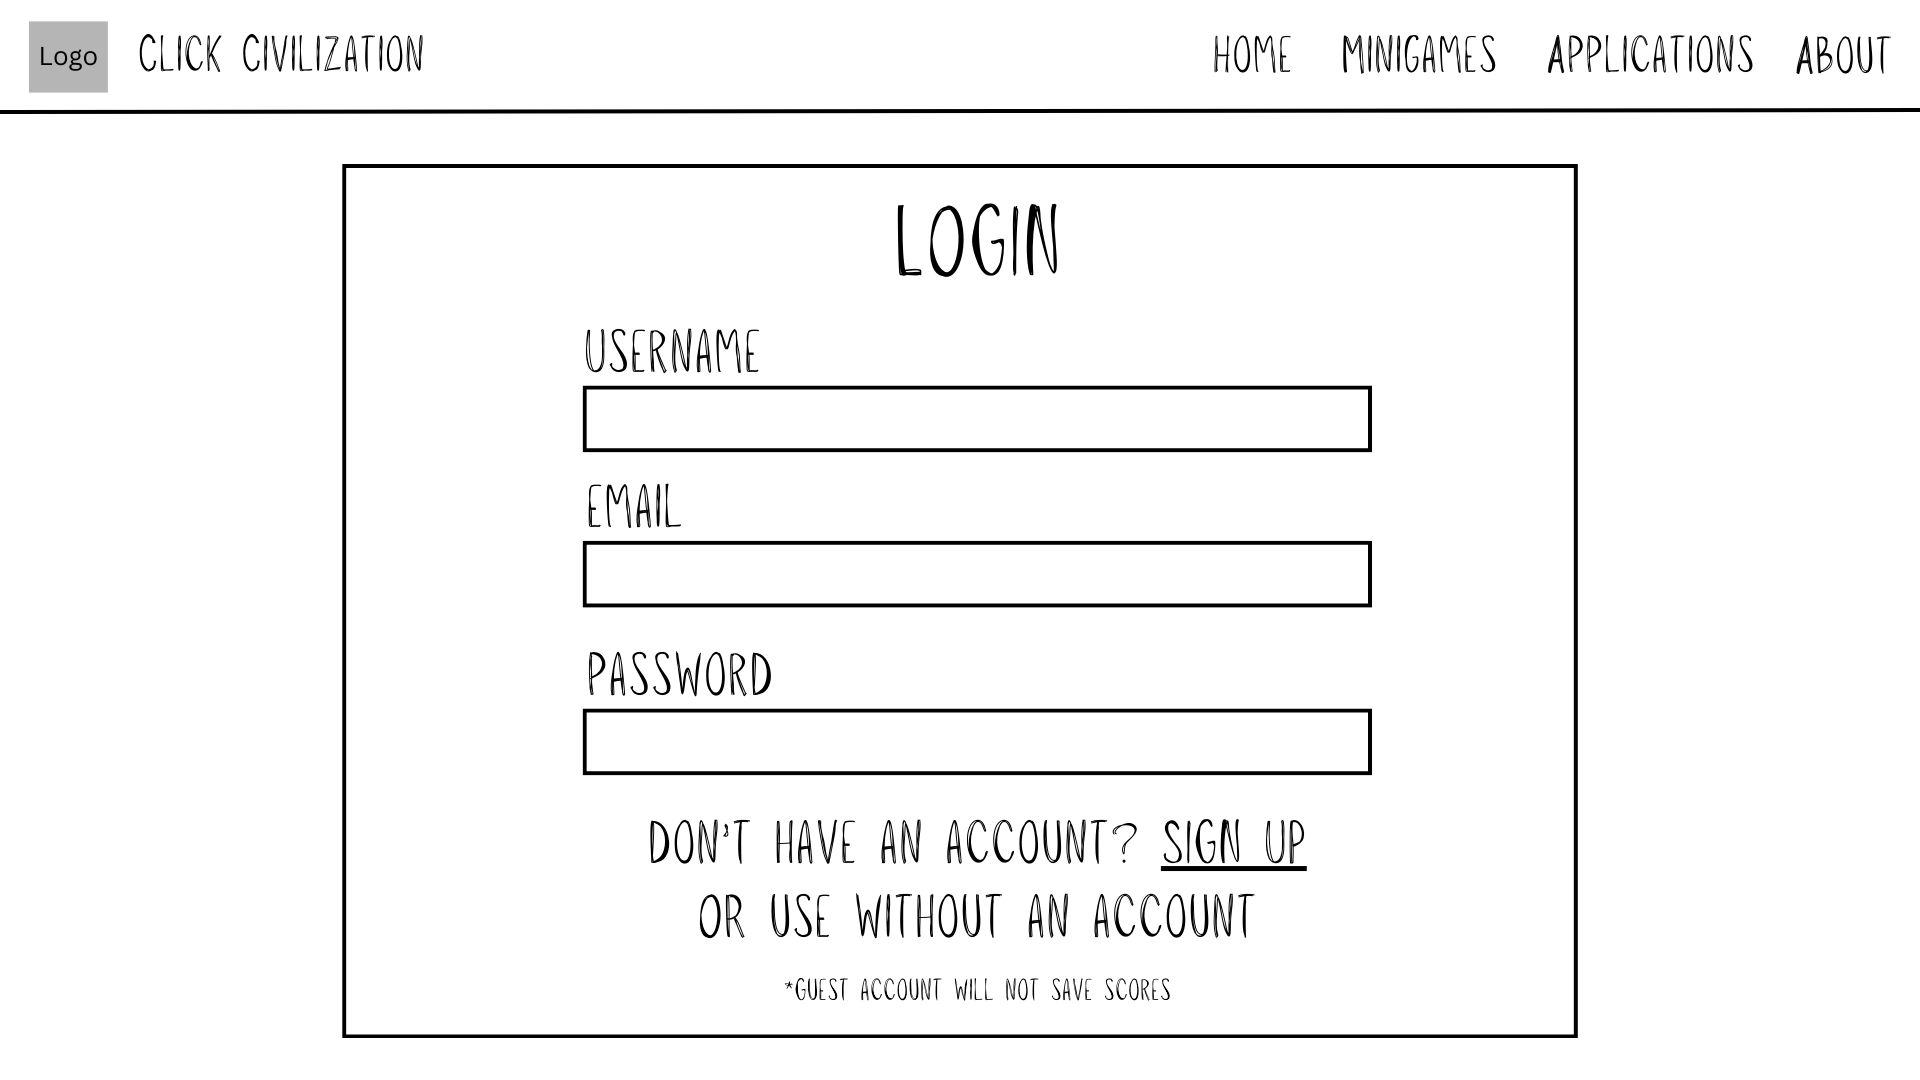 Logo CLICK CIVILIZATION HOME MINIGAMES APPLICATIONS ABOUT
LOGIN
USERNAME
EMAIL
PASSWORD
DON'T HAVE AN ACCOUNT? SIGN UP
OR USE WITHOUT AN ACCOUNT
*GUEST ACCOUNT WILL NOT SAVE SCORES